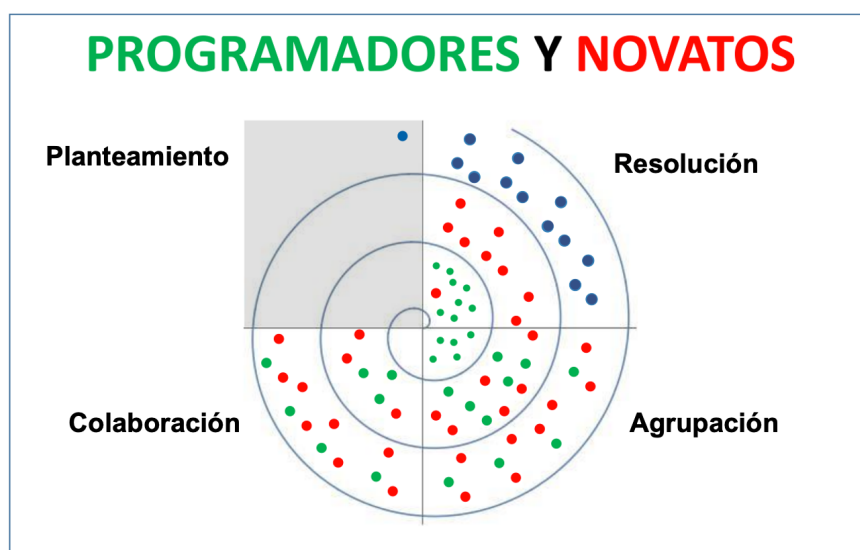 PROGRAMADORES Y NOVATOS
Planteamiento
Resolución
Colaboración
Agrupación